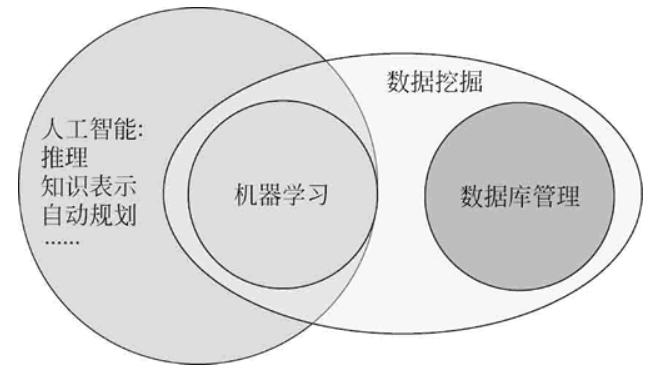 数据挖掘
人工智能:
推理
知识表示
自动规划
······
机器学习
数据库管理